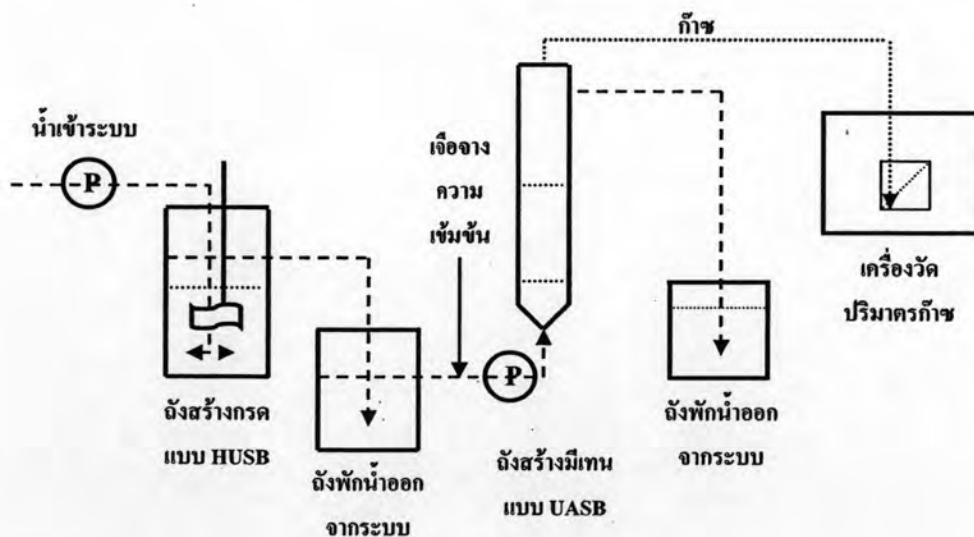 ก๊าซ
น้ำเข้าระบบ
P
เจือจาง
ความ
เข้มข้น
เครื่องวัด
ปริมาตรก๊าซ
P
ถังสร้างกรด
แบบ HUSB
ถังพักน้ำออก
จากระบบ
ถังสร้างมีเทน
แบบ UASB
ถังพักน้ำออก
จากระบบ